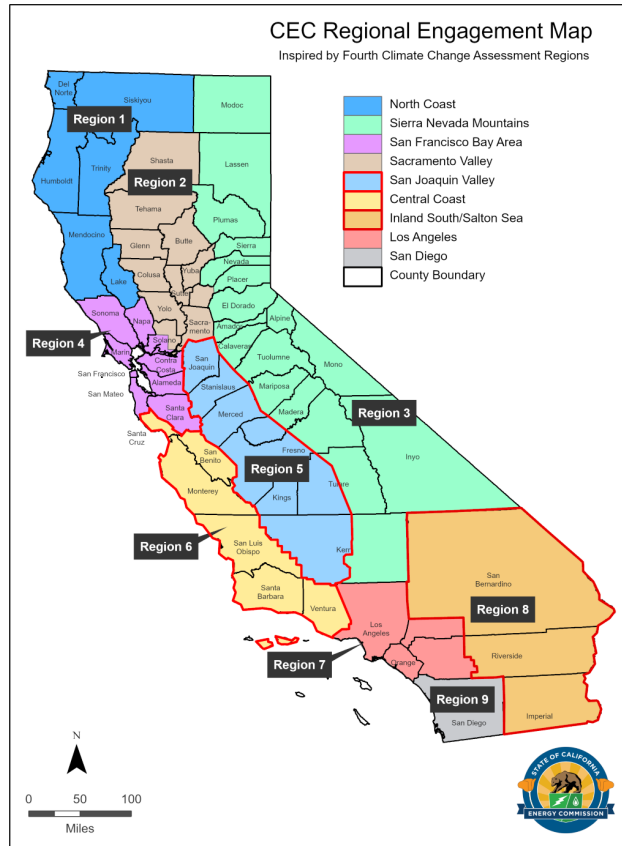 CEC Regional Engagement Map
Inspired by Fourth Climate Change Assessment Regions
North Coast
Sierra Nevada Mountains
San Francisco Bay Area
Sacramento Valley
San Joaquin Valley
Central Coast
Inland South/Salton Sea
Los Angeles
San Diego
County Boundary
Del
Norte
Siskiyou
Modoc
Region 1
Shasta
Lassen
Trinity
Humboldt
Region 2
Tehama
Plumas
Mendocino
Glenn
Butte
Sierra
Nevada
Colusa
Yuba
Placer
Lake
Sutter
El Dorado
Sonoma
Napa
Yolo
Sacra-
mento
Amador
Alpine
Region 4
Solano
Calaveras
Marin
Contra
Costa
San
Joaquin
Tuolumne
Mono
San Francisco
Alameda
Stanislaus
Mariposa
San Mateo
Santa
Clara
Merced
Madera
Region 3
Santa
Cruz
San
Benito
Fresno
Inyo
Region 5
Tulare
Monterey
Kings
Region 6
San Luis
Obispo
Kern
Santa
Barbara
Ventura
San
Bernardino
Los
Angeles
Region 8
Region 7
Orange
Riverside
Region 9
San Diego
Imperial
N
0 50 100
Miles
STATE OF CALIFORNIA
ENERGY COMMISSION